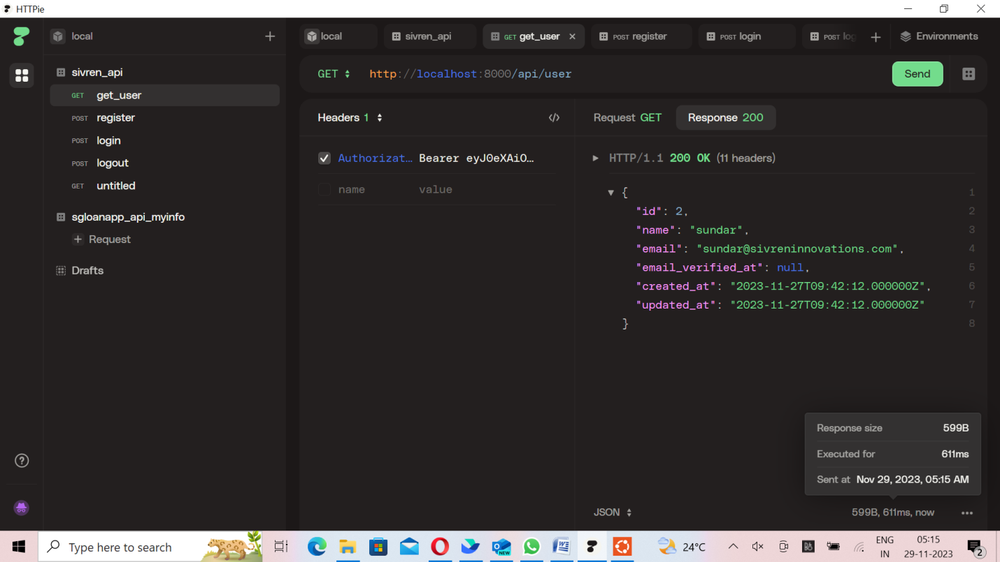 HTTPie
local
local
sivren_api
GET get_user
POST register
POST login
POST log
Environments
sivren_api
GET get_user
POST register
POST login
POST logout
GET untitled
sgloanapp_api_myinfo
Request
Drafts
GET http://localhost:8000/api/user
Send
Headers 1
Request GET
Response 200
Authorizat... Bearer eyJ0eXAiO...
name value
HTTP/1.1 200 OK (11 headers)
{ 1
"id": 2, 2
"name": "sundar", 3
"email": "sundar@sivreninnovations.com", 4
"email_verified_at": null, 5
"created_at": "2023-11-27T09:42:12.000000Z", 6
"updated_at": "2023-11-27T09:42:12.000000Z" 7
} 8
Response size 599B
Executed for 611ms
Sent at Nov 29, 2023, 05:15 AM
JSON
599B, 611ms, now
Type here to search
NEW
24°C
ENG
IN
05:15
29-11-2023
2